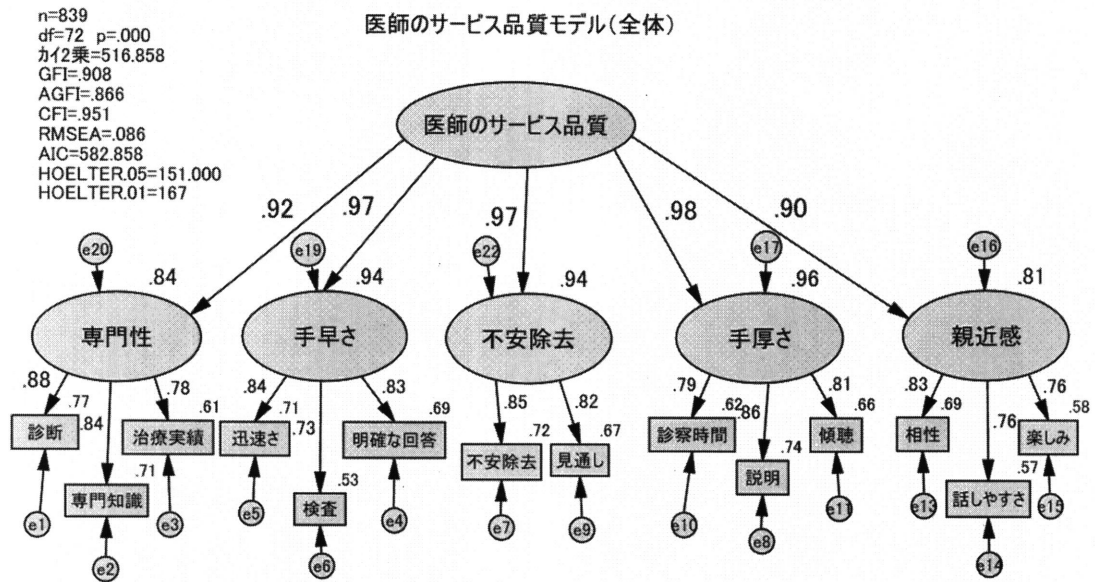 医師のサービス品質モデル(全体)
n=839
df=72 p=.000
カイ2乗=516.858
GFI=.908
AGFI=.866
CFI=.951
RMSEA=.086
AIC=582.858
HOELTER.05=151.000
HOELTER.01=167
医師のサービス品質
.92 .97 .97 .98 .90
e20 e19 e22 e17 e16
.84 .94 .94 .96 .81
専門性 手早さ 不安除去 手厚さ 親近感
.88 .84 .78 .84 .73 .83 .85 .82 .79 .86 .81 .83 .76 .76
.77 .61 .71 .69 .72 .67 .62 .66 .69 .58
診断 治療実績 迅速さ 明確な回答 不安除去 見通し 診察時間 傾聴 相性 楽しみ
.71 .53 .74 .57
専門知識 検査 説明 話しやすさ
e1 e3 e5 e4 e7 e9 e10 e11 e13 e15
e2 e6 e8 e14